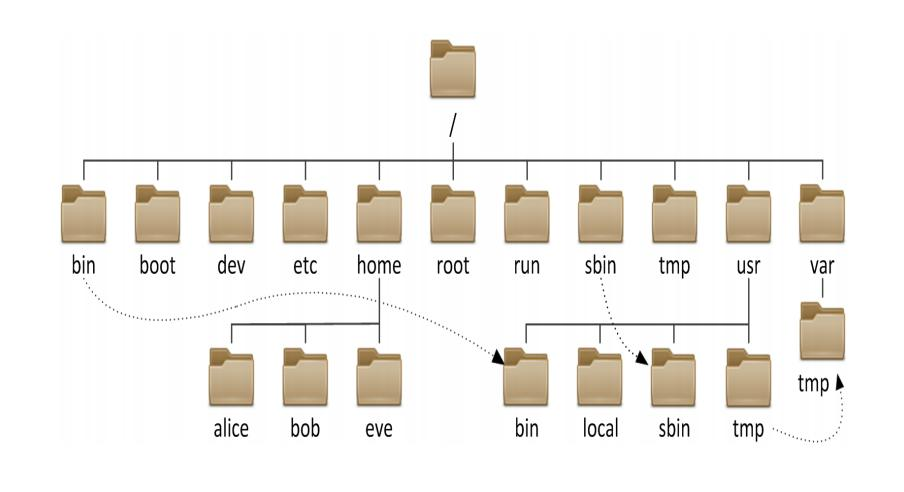 /
bin boot dev etc home root run sbin tmp usr var
tmp
alice bob eve bin local sbin tmp